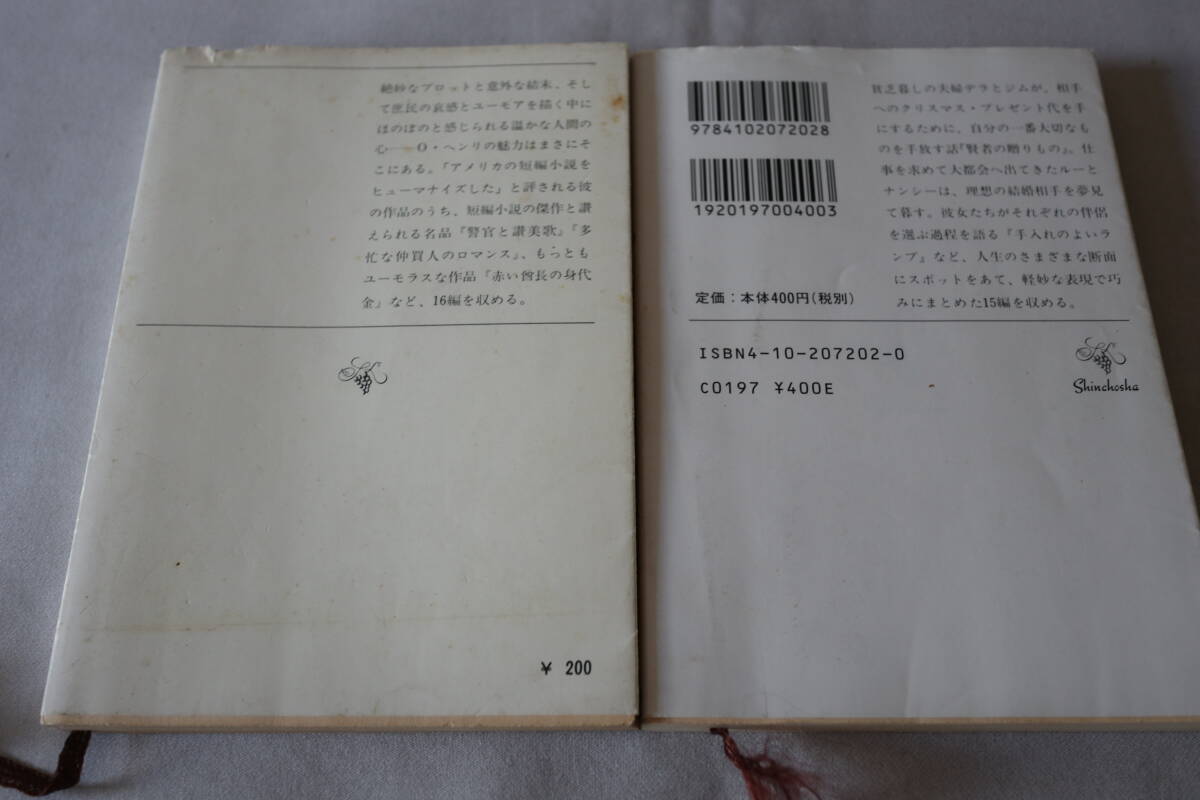 絶妙なプロットと意外な結末、そし
て庶民の哀感とユーモアを描く中に
ほのぼのと感じられる温かな人間の
心――O・ヘンリの魅力はまさにそ
こにある。「アメリカの短編小説を
ヒューマナイズした」と評される彼
の作品のうち、短編小説の傑作と讃
えられる名品『警官と讃美歌』『多
忙な仲買人のロマンス』、もっとも
ユーモラスな作品『赤い酋長の身代
金』など、16編を収める。
¥ 200
9784102072028
1920197004003
定価:本体400円(税別)
貧乏暮しの夫婦デラとジムが、相手
へのクリスマス・プレゼント代を手
にするために、自分の一番大切なも
のを手放す話『賢者の贈りもの』。仕
事を求めて大都会へ出てきたルーと
ナンシーは、理想の結婚相手を夢見
て暮す。彼女たちがそれぞれの伴侶
を選ぶ過程を語る『手入れのよいラ
ンプ』など、人生のさまざまな断面
にスポットをあて、軽妙な表現で巧
みにまとめた15編を収める。
ISBN4-10-207202-0
C0197 ¥400E
Shinchosha